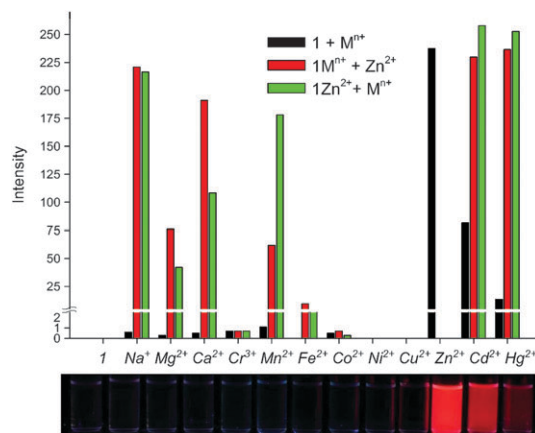 Intensity
250
225
200
175
150
125
100
75
50
25
2
1
0
1 + Mⁿ⁺
1Mⁿ⁺ + Zn²⁺
1Zn²⁺ + Mⁿ⁺
1 Na⁺ Mg²⁺ Ca²⁺ Cr³⁺ Mn²⁺ Fe²⁺ Co²⁺ Ni²⁺ Cu²⁺ Zn²⁺ Cd²⁺ Hg²⁺